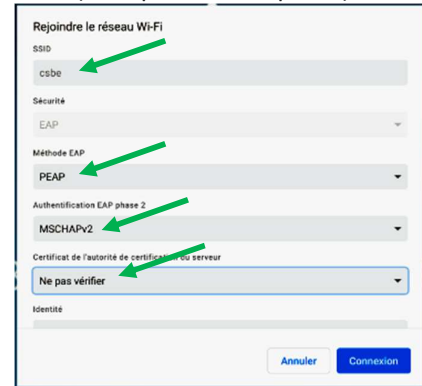 Rejoindre le réseau Wi-Fi
SSID
csbe
Sécurité
EAP
Méthode EAP
PEAP
Authentification EAP phase 2
MSCHAPv2
Certificat de l'autorité de certification du serveur
Ne pas vérifier
Identité
Annuler Connexion